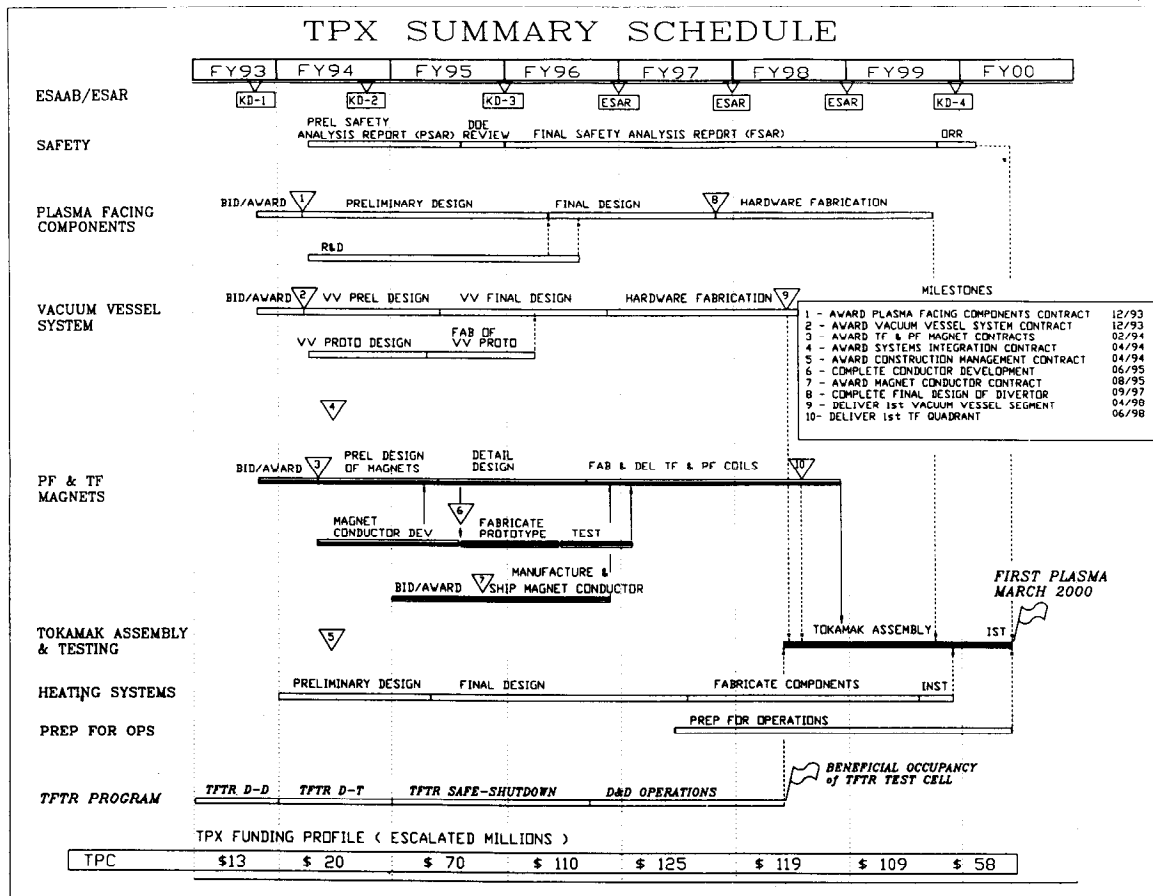 TPX SUMMARY SCHEDULE
FY93 FY94 FY95 FY96 FY97 FY98 FY99 FY00
ESAAB/ESAR
KD-1 KD-2 KD-3 ESAR ESAR ESAR KD-4
PREL SAFETY
ANALYSIS REPORT (PSAR)
DOE
REVIEW
FINAL SAFETY ANALYSIS REPORT (FSAR)
ORR
SAFETY
BID/AWARD 1 PRELIMINARY DESIGN FINAL DESIGN 8 HARDWARE FABRICATION
PLASMA FACING
COMPONENTS
R&D
BID/AWARD 2 VV PREL DESIGN VV FINAL DESIGN HARDWARE FABRICATION 9
VACUUM VESSEL
SYSTEM
VV PROTO DESIGN
FAB OF
VV PROTO
MILESTONES
1 - AWARD PLASMA FACING COMPONENTS CONTRACT 12/93
2 - AWARD VACUUM VESSEL SYSTEM CONTRACT 12/93
3 - AWARD TF & PF MAGNET CONTRACTS 02/94
4 - AWARD SYSTEMS INTEGRATION CONTRACT 04/94
5 - AWARD CONSTRUCTION MANAGEMENT CONTRACT 04/94
6 - COMPLETE CONDUCTOR DEVELOPMENT 06/95
7 - AWARD MAGNET CONDUCTOR CONTRACT 08/95
8 - COMPLETE FINAL DESIGN OF DIVERTOR 09/97
9 - DELIVER 1st VACUUM VESSEL SEGMENT 04/98
10- DELIVER 1st TF QUADRANT 06/98
4
BID/AWARD 3
PREL DESIGN
OF MAGNETS
DETAIL
DESIGN
FAB & DEL TF & PF COILS 10
PF & TF
MAGNETS
6
MAGNET
CONDUCTOR DEV
FABRICATE
PROTOTYPE
TEST
BID/AWARD 7
MANUFACTURE &
SHIP MAGNET CONDUCTOR
FIRST PLASMA
MARCH 2000
TOKAMAK ASSEMBLY
& TESTING
5
TOKAMAK ASSEMBLY IST
HEATING SYSTEMS
PRELIMINARY DESIGN FINAL DESIGN FABRICATE COMPONENTS INST
PREP FOR OPS
PREP FOR OPERATIONS
BENEFICIAL OCCUPANCY
of TFTR TEST CELL
TFTR PROGRAM
TFTR D-D TFTR D-T TFTR SAFE-SHUTDOWN D&D OPERATIONS
TPX FUNDING PROFILE ( ESCALATED MILLIONS )
TPC $13 $ 20 $ 70 $ 110 $ 125 $ 119 $ 109 $ 58